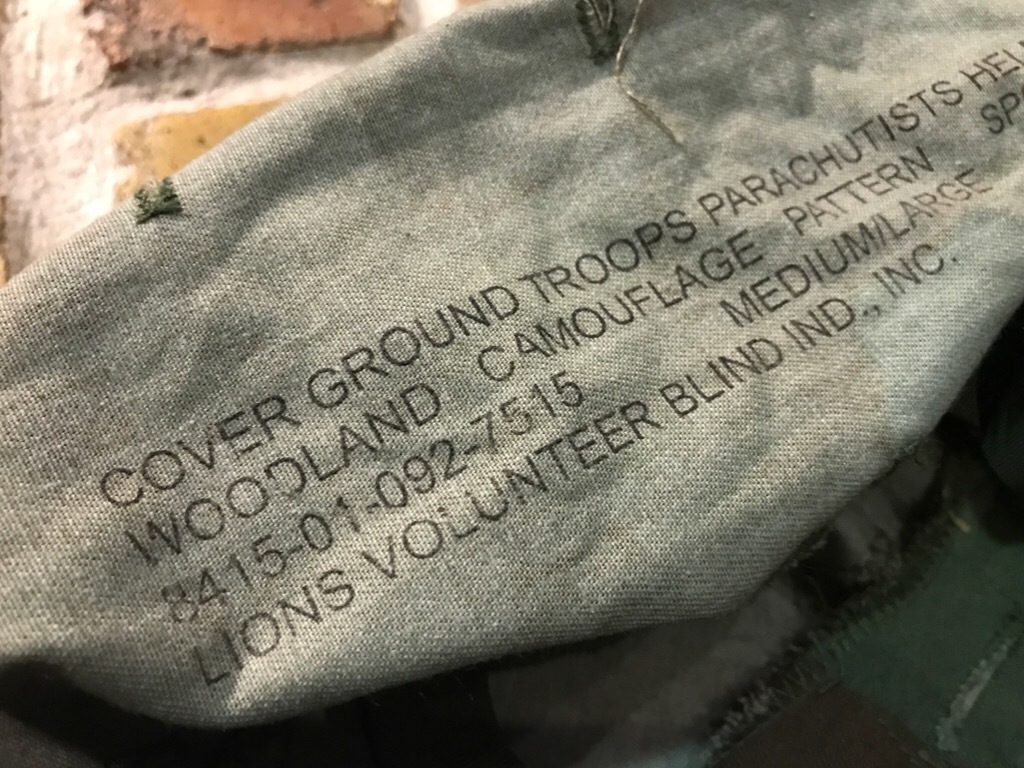 COVER GROUND TROOPS PARACHUTISTS
WOODLAND CAMOUFLAGE PATTERN
8415-01-092-7515 MEDIUM/LARGE
LIONS VOLUNTEER BLIND IND., INC.